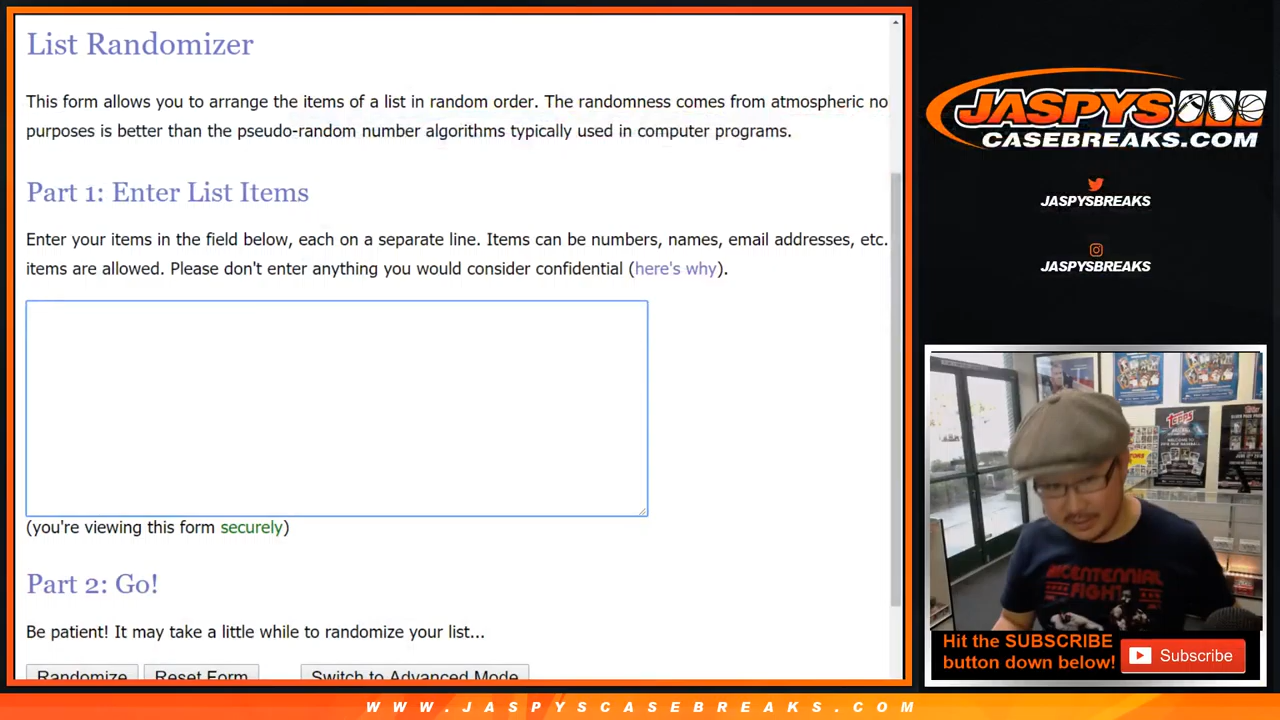 List Randomizer
This form allows you to arrange the items of a list in random order. The randomness comes from atmospheric no
purposes is better than the pseudo-random number algorithms typically used in computer programs.
Part 1: Enter List Items
Enter your items in the field below, each on a separate line. Items can be numbers, names, email addresses, etc.
items are allowed. Please don't enter anything you would consider confidential (here's why).
(you're viewing this form securely)
Part 2: Go!
Be patient! It may take a little while to randomize your list...
Randomize Reset Form Switch to Advanced Mode
JASPYS
CASEBREAKS.COM
JASPYSBREAKS
JASPYSBREAKS
TOPPS
BICENTENNIAL
FIGHT
Hit the SUBSCRIBE
button down below!
Subscribe
WWW.JASPYSCASEBREAKS.COM